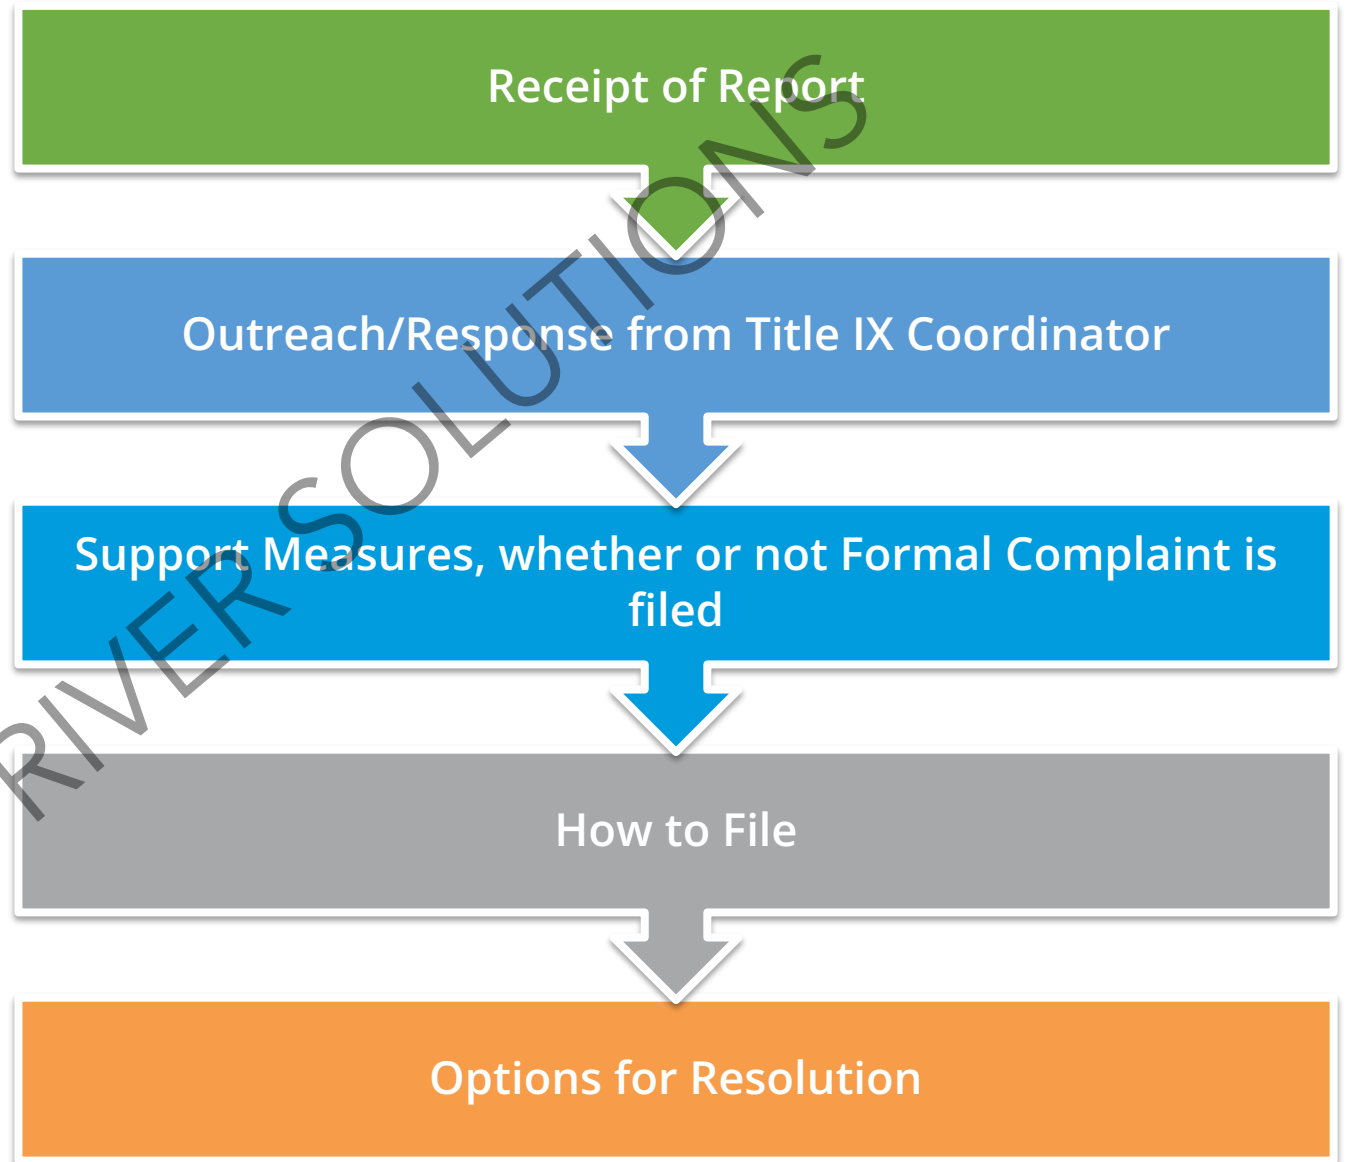 Receipt of Report
Outreach/Response from Title IX Coordinator
Support Measures, whether or not Formal Complaint is
filed
How to File
Options for Resolution
RIVER SOLUTIONS